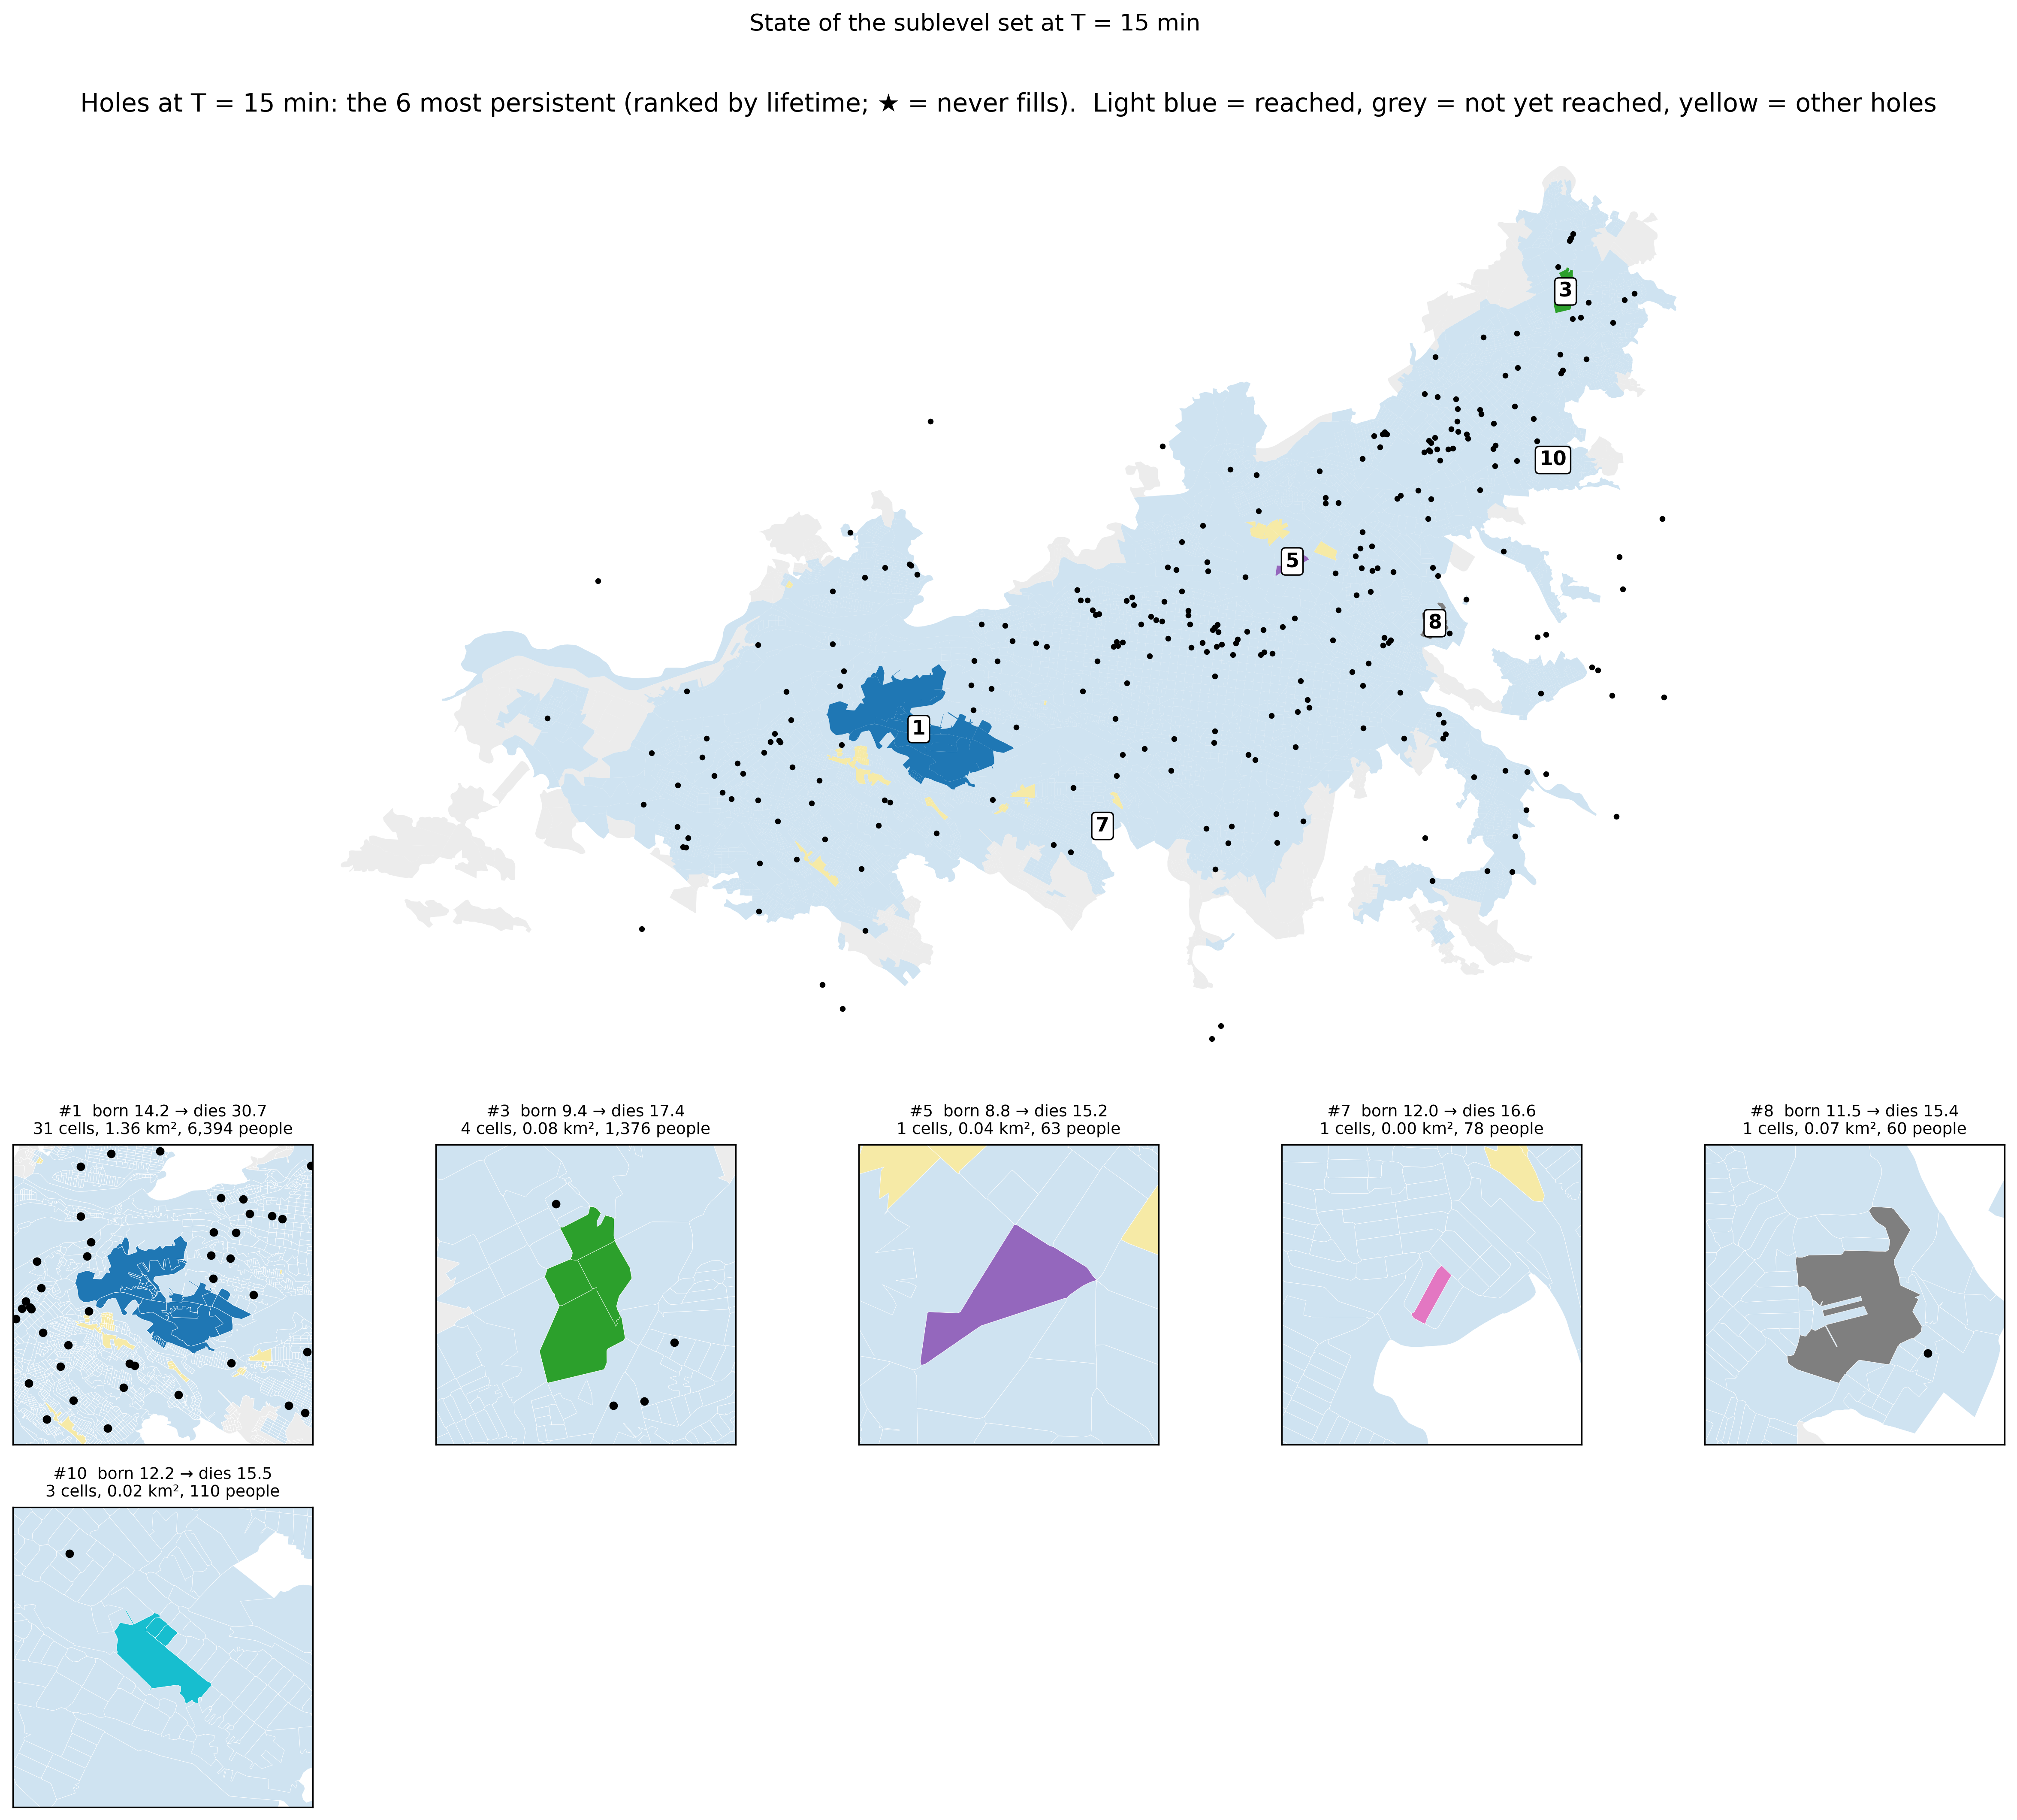 State of the sublevel set at T = 15 min
Holes at T = 15 min: the 6 most persistent (ranked by lifetime; ★ = never fills).  Light blue = reached, grey = not yet reached, yellow = other holes
3
10
5
8
1
7
#1  born 14.2 → dies 30.7
31 cells, 1.36 km², 6,394 people
#3  born 9.4 → dies 17.4
4 cells, 0.08 km², 1,376 people
#5  born 8.8 → dies 15.2
1 cells, 0.04 km², 63 people
#7  born 12.0 → dies 16.6
1 cells, 0.00 km², 78 people
#8  born 11.5 → dies 15.4
1 cells, 0.07 km², 60 people
#10  born 12.2 → dies 15.5
3 cells, 0.02 km², 110 people